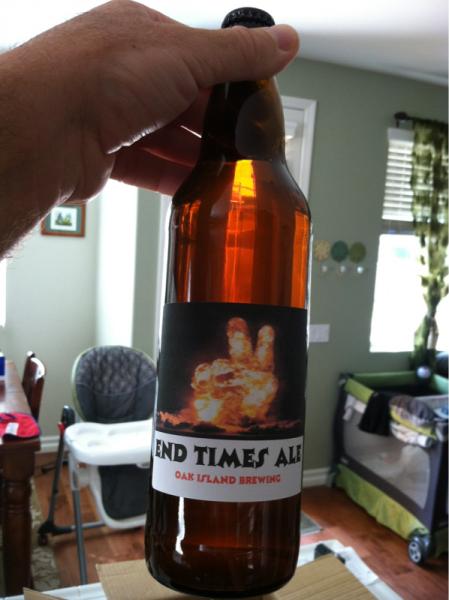 END TIMES ALE
OAK ISLAND BREWING